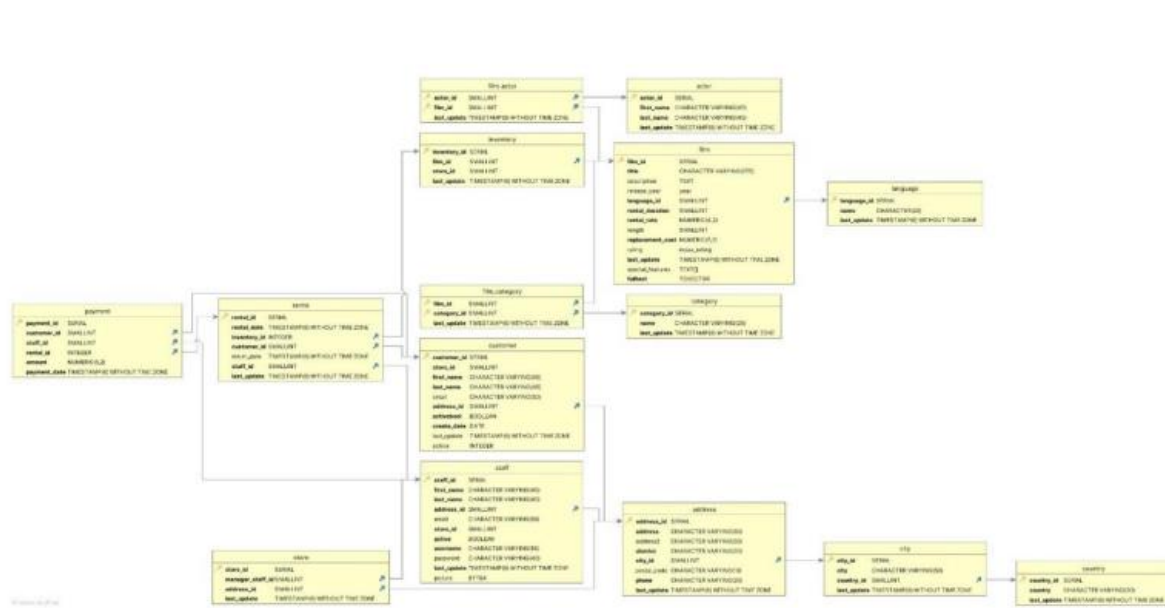 film_actor
actor_id SMALLINT
film_id SMALLINT
last_update TIMESTAMP(6) WITHOUT TIME ZONE
actor
actor_id SERIAL
first_name CHARACTER VARYING(45)
last_name CHARACTER VARYING(45)
last_update TIMESTAMP(6) WITHOUT TIME ZONE
inventory
inventory_id SERIAL
film_id SMALLINT
store_id SMALLINT
last_update TIMESTAMP(6) WITHOUT TIME ZONE
film
film_id SERIAL
title CHARACTER VARYING(255)
description TEXT
release_year year
language_id SMALLINT
rental_duration SMALLINT
rental_rate NUMERIC(4,2)
length SMALLINT
replacement_cost NUMERIC(5,2)
rating mpaa_rating
last_update TIMESTAMP(6) WITHOUT TIME ZONE
special_features TEXT[]
fulltext TSVECTOR
language
language_id SERIAL
name CHARACTER(20)
last_update TIMESTAMP(6) WITHOUT TIME ZONE
film_category
film_id SMALLINT
category_id SMALLINT
last_update TIMESTAMP(6) WITHOUT TIME ZONE
category
category_id SERIAL
name CHARACTER VARYING(25)
last_update TIMESTAMP(6) WITHOUT TIME ZONE
payment
payment_id SERIAL
customer_id SMALLINT
staff_id SMALLINT
rental_id INTEGER
amount NUMERIC(5,2)
payment_date TIMESTAMP(6) WITHOUT TIME ZONE
rental
rental_id SERIAL
rental_date TIMESTAMP(6) WITHOUT TIME ZONE
inventory_id INTEGER
customer_id SMALLINT
return_date TIMESTAMP(6) WITHOUT TIME ZONE
staff_id SMALLINT
last_update TIMESTAMP(6) WITHOUT TIME ZONE
customer
customer_id SERIAL
store_id SMALLINT
first_name CHARACTER VARYING(45)
last_name CHARACTER VARYING(45)
email CHARACTER VARYING(50)
address_id SMALLINT
activebool BOOLEAN
create_date DATE
last_update TIMESTAMP(6) WITHOUT TIME ZONE
active INTEGER
staff
staff_id SERIAL
first_name CHARACTER VARYING(45)
last_name CHARACTER VARYING(45)
address_id SMALLINT
email CHARACTER VARYING(50)
store_id SMALLINT
active BOOLEAN
username CHARACTER VARYING(16)
password CHARACTER VARYING(40)
last_update TIMESTAMP(6) WITHOUT TIME ZONE
picture BYTEA
store
store_id SERIAL
manager_staff_id SMALLINT
address_id SMALLINT
last_update TIMESTAMP(6) WITHOUT TIME ZONE
address
address_id SERIAL
address CHARACTER VARYING(50)
address2 CHARACTER VARYING(50)
district CHARACTER VARYING(20)
city_id SMALLINT
postal_code CHARACTER VARYING(10)
phone CHARACTER VARYING(20)
last_update TIMESTAMP(6) WITHOUT TIME ZONE
city
city_id SERIAL
city CHARACTER VARYING(50)
country_id SMALLINT
last_update TIMESTAMP(6) WITHOUT TIME ZONE
country
country_id SERIAL
country CHARACTER VARYING(50)
last_update TIMESTAMP(6) WITHOUT TIME ZONE